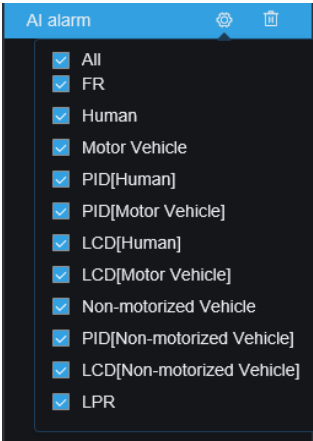 AI alarm
All
FR
Human
Motor Vehicle
PID[Human]
PID[Motor Vehicle]
LCD[Human]
LCD[Motor Vehicle]
Non-motorized Vehicle
PID[Non-motorized Vehicle]
LCD[Non-motorized Vehicle]
LPR